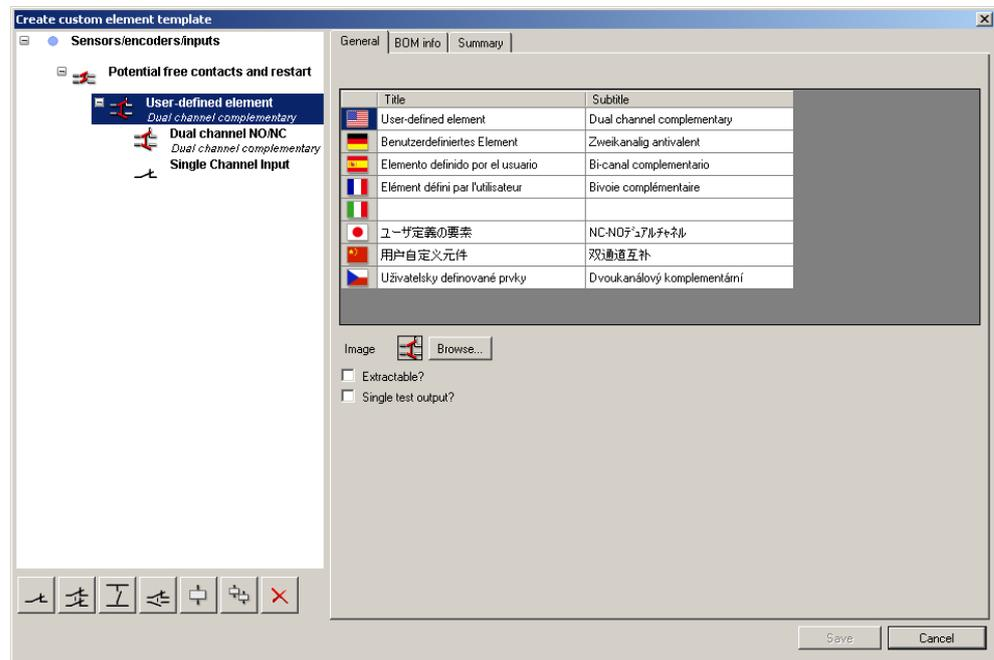 Create custom element template
Sensors/encoders/inputs
Potential free contacts and restart
User-defined element
Dual channel complementary
Dual channel NO/NC
Dual channel complementary
Single Channel Input
General BOM info Summary
Title Subtitle
User-defined element Dual channel complementary
Benutzerdefiniertes Element Zweikanalig antivalent
Elemento definido por el usuario Bi-canal complementario
Elément défini par l'utilisateur Bivoie complémentaire
ユーザ定義の要素 NC-NOﾃﾞｭｱﾙﾁｬﾈﾙ
用户自定义元件 双通道互补
Uživatelsky definované prvky Dvoukanálový komplementární
Image Browse...
Extractable?
Single test output?
Save Cancel